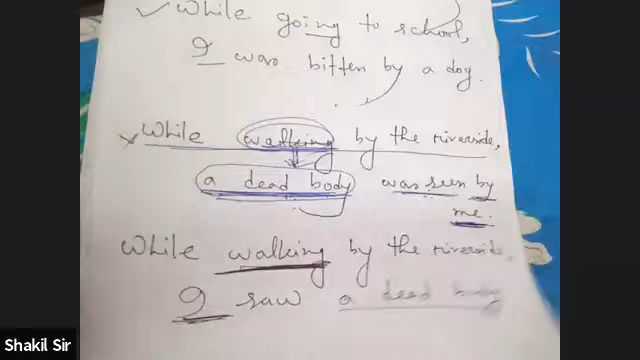 While going to school,
I was bitten by a dog.
While walking by the riverside,
a dead body was seen by
me.
While walking by the riverside,
I saw a dead body
Shakil Sir